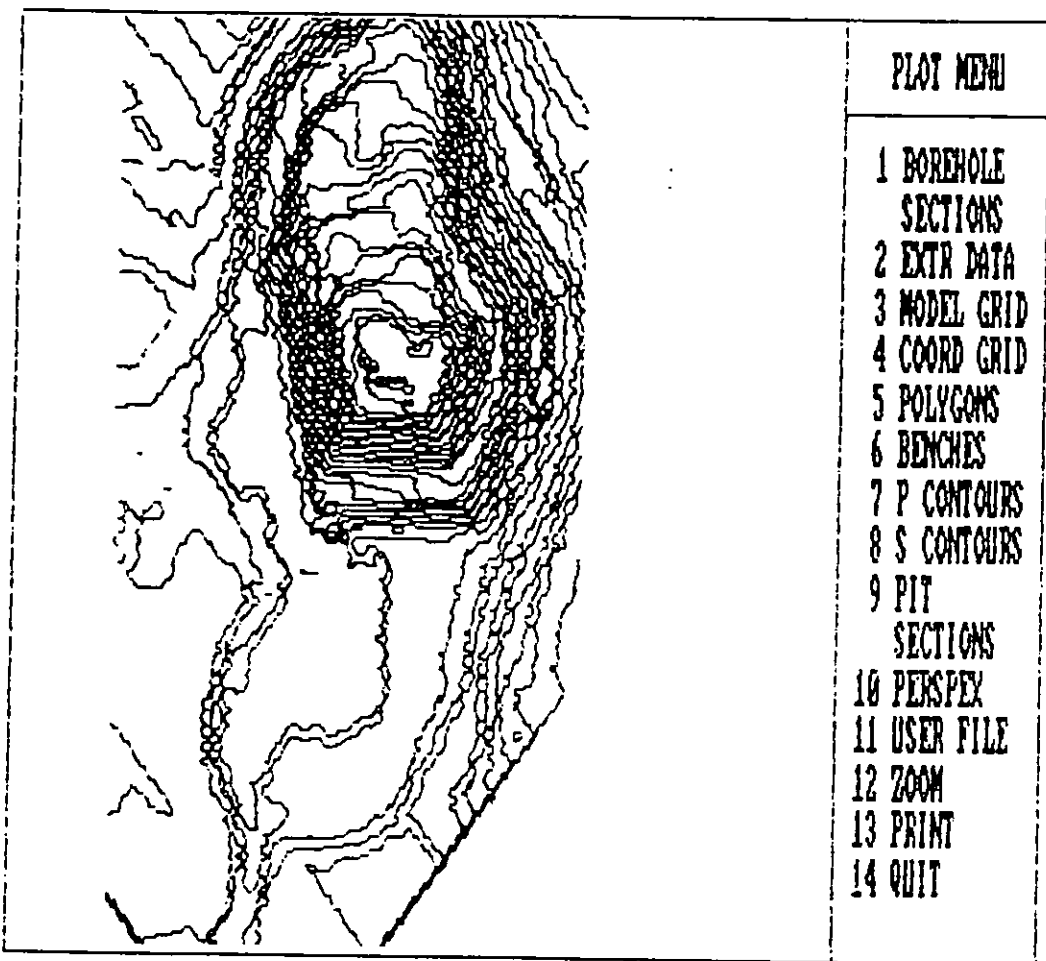 PLOT MENU
1 BOREHOLE
SECTIONS
2 EXTR DATA
3 MODEL GRID
4 COORD GRID
5 POLYGONS
6 BENCHES
7 P CONTOURS
8 S CONTOURS
9 PIT
SECTIONS
10 PERSPEX
11 USER FILE
12 ZOOM
13 PRINT
14 QUIT